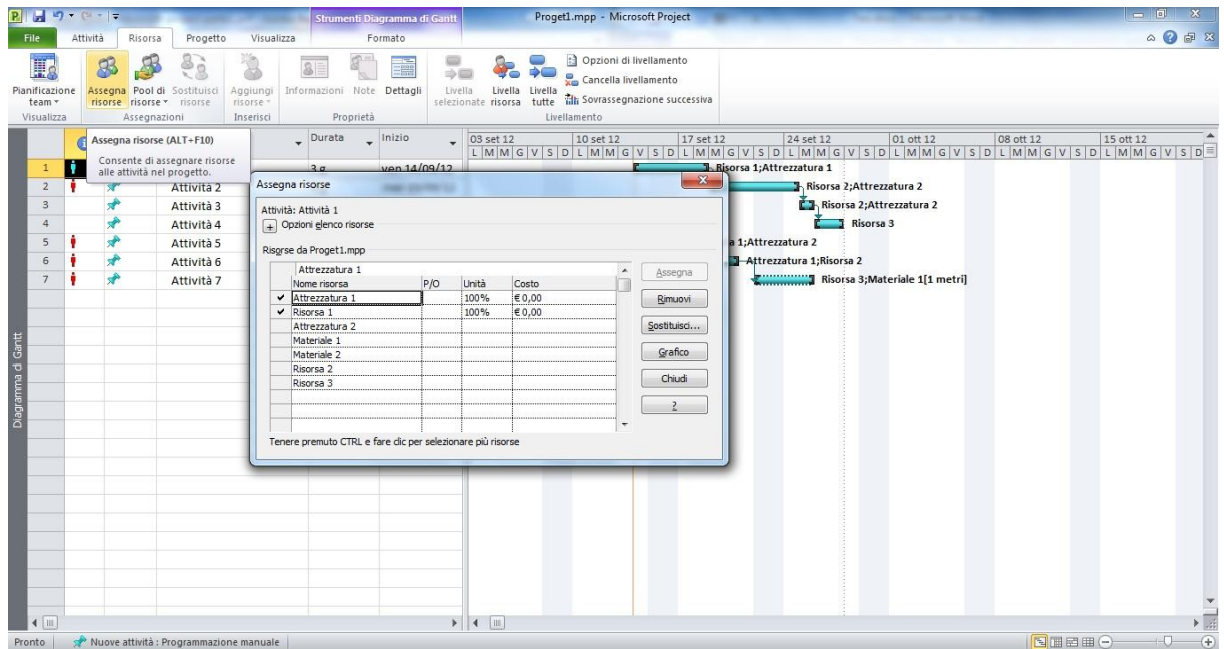 Strumenti Diagramma di Gantt
Proget1.mpp - Microsoft Project
File Attività Risorsa Progetto Visualizza Formato
Pianificazione team
Assegna risorse
Pool di risorse
Sostituisci risorse
Aggiungi risorse
Informazioni
Note
Dettagli
Livella selezionate
Livella risorsa
Livella tutte
Opzioni di livellamento
Cancella livellamento
Sovrassegnazione successiva
Visualizza Assegnazioni Inserisci Proprietà Livellamento
Assegna risorse (ALT+F10)
Consente di assegnare risorse
alle attività nel progetto.
Durata Inizio
03 set 12 10 set 12 17 set 12 24 set 12 01 ott 12 08 ott 12 15 ott 12
L M M G V S D L M M G V S D L M M G V S D L M M G V S D L M M G V S D L M M G V S D L M M G V S D
1 3 g ven 14/09/12 Risorsa 1;Attrezzatura 1
2 Attività 2 Risorsa 2;Attrezzatura 2
3 Attività 3 Risorsa 2;Attrezzatura 2
4 Attività 4 Risorsa 3
5 Attività 5 a 1;Attrezzatura 2
6 Attività 6 Attrezzatura 1;Risorsa 2
7 Attività 7 Risorsa 3;Materiale 1[1 metri]
Assegna risorse
Attività: Attività 1
+ Opzioni elenco risorse
Risorse da Proget1.mpp
Attrezzatura 1
Nome risorsa P/O Unità Costo
Attrezzatura 1 100% € 0,00
Risorsa 1 100% € 0,00
Attrezzatura 2
Materiale 1
Materiale 2
Risorsa 2
Risorsa 3
Assegna
Rimuovi
Sostituisci...
Grafico
Chiudi
?
Tenere premuto CTRL e fare clic per selezionare più risorse
Diagramma di Gantt
Pronto Nuove attività : Programmazione manuale